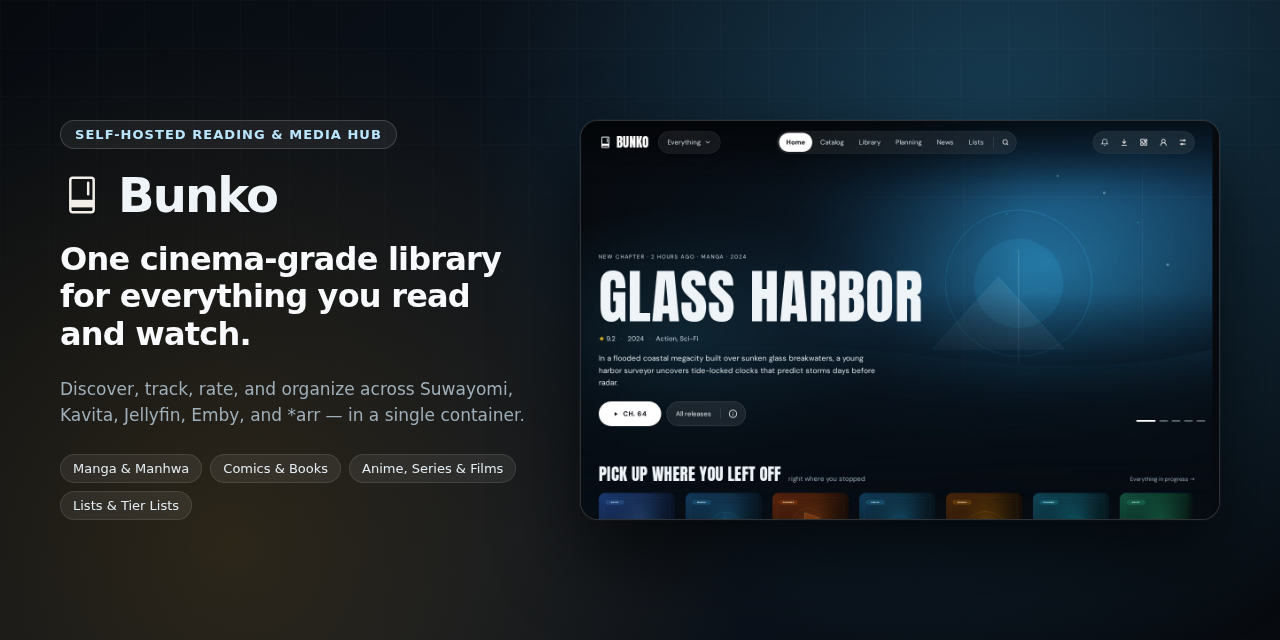 SELF-HOSTED READING & MEDIA HUB
Bunko
One cinema-grade library
for everything you read
and watch.
Discover, track, rate, and organize across Suwayomi,
Kavita, Jellyfin, Emby, and *arr — in a single container.
Manga & Manhwa
Comics & Books
Anime, Series & Films
Lists & Tier Lists
BUNKO
Everything
Home
Catalog
Library
Planning
News
Lists
NEW CHAPTER · 2 HOURS AGO · MANGA · 2024
GLASS HARBOR
★ 9.2 · 2024 · Action, Sci-Fi
In a flooded coastal megacity built over sunken glass breakwaters, a young
harbor surveyor uncovers tide-locked clocks that predict storms days before
radar.
CH. 64
All releases
PICK UP WHERE YOU LEFT OFF
right where you stopped
Everything in progress →